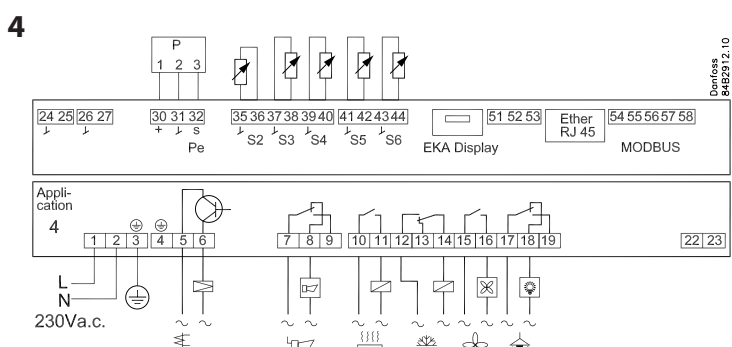 4
Danfoss
84B2912.10
P
1 2 3
24 25 26 27 30 31 32 35 36 37 38 39 40 41 42 43 44 51 52 53 Ether RJ 45 54 55 56 57 58
+ s S2 S3 S4 S5 S6
Pe EKA Display MODBUS
Appli-
cation
4
1 2 3 4 5 6 7 8 9 10 11 12 13 14 15 16 17 18 19 22 23
L
N
230Va.c.